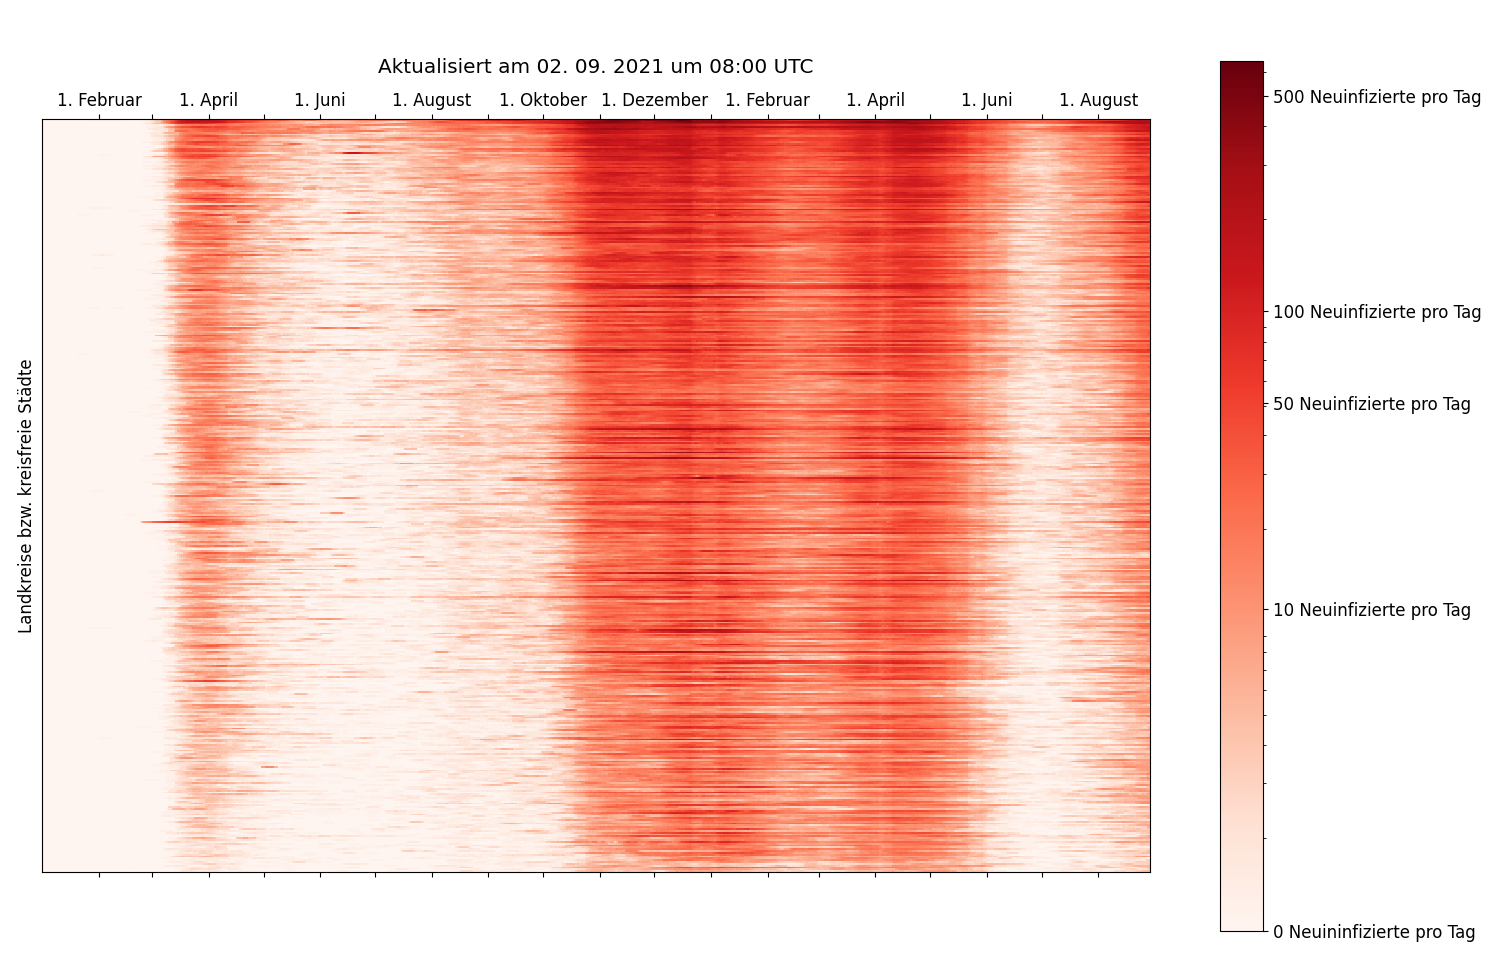 Aktualisiert am 02. 09. 2021 um 08:00 UTC
1. Februar 1. April 1. Juni 1. August 1. Oktober 1. Dezember 1. Februar 1. April 1. Juni 1. August
Landkreise bzw. kreisfreie Städte
500 Neuinfizierte pro Tag
100 Neuinfizierte pro Tag
50 Neuinfizierte pro Tag
10 Neuinfizierte pro Tag
0 Neuininfizierte pro Tag